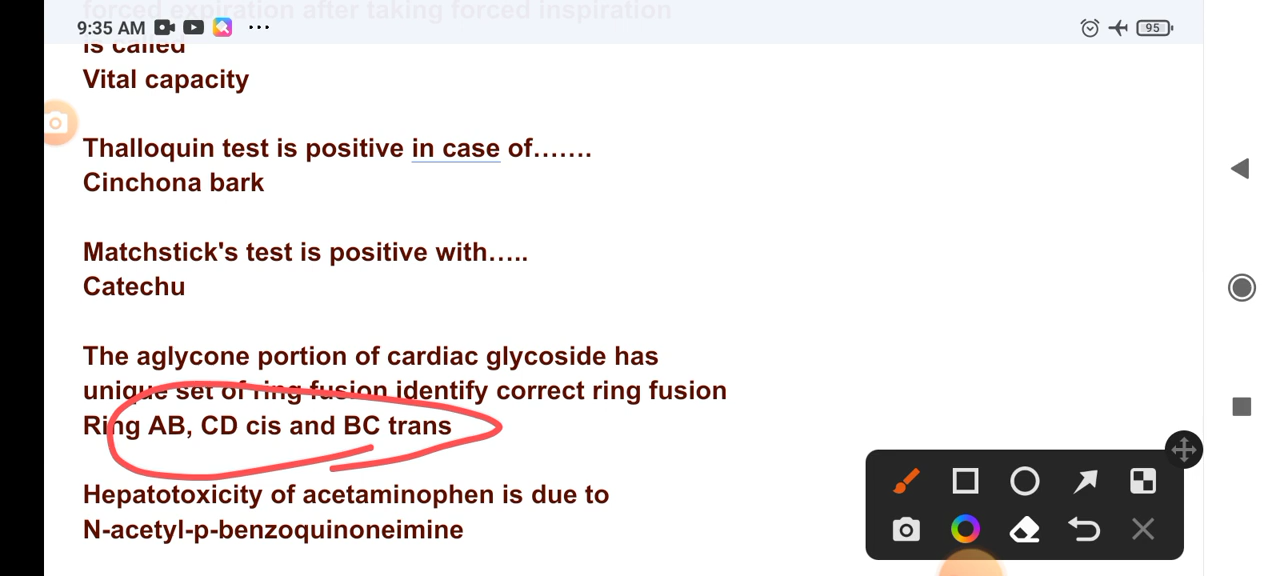 forced expiration after taking forced inspiration
9:35 AM
95
is called
Vital capacity
Thalloquin test is positive in case of…….
Cinchona bark
Matchstick's test is positive with…..
Catechu
The aglycone portion of cardiac glycoside has
unique set of ring fusion identify correct ring fusion
Ring AB, CD cis and BC trans
Hepatotoxicity of acetaminophen is due to
N-acetyl-p-benzoquinoneimine